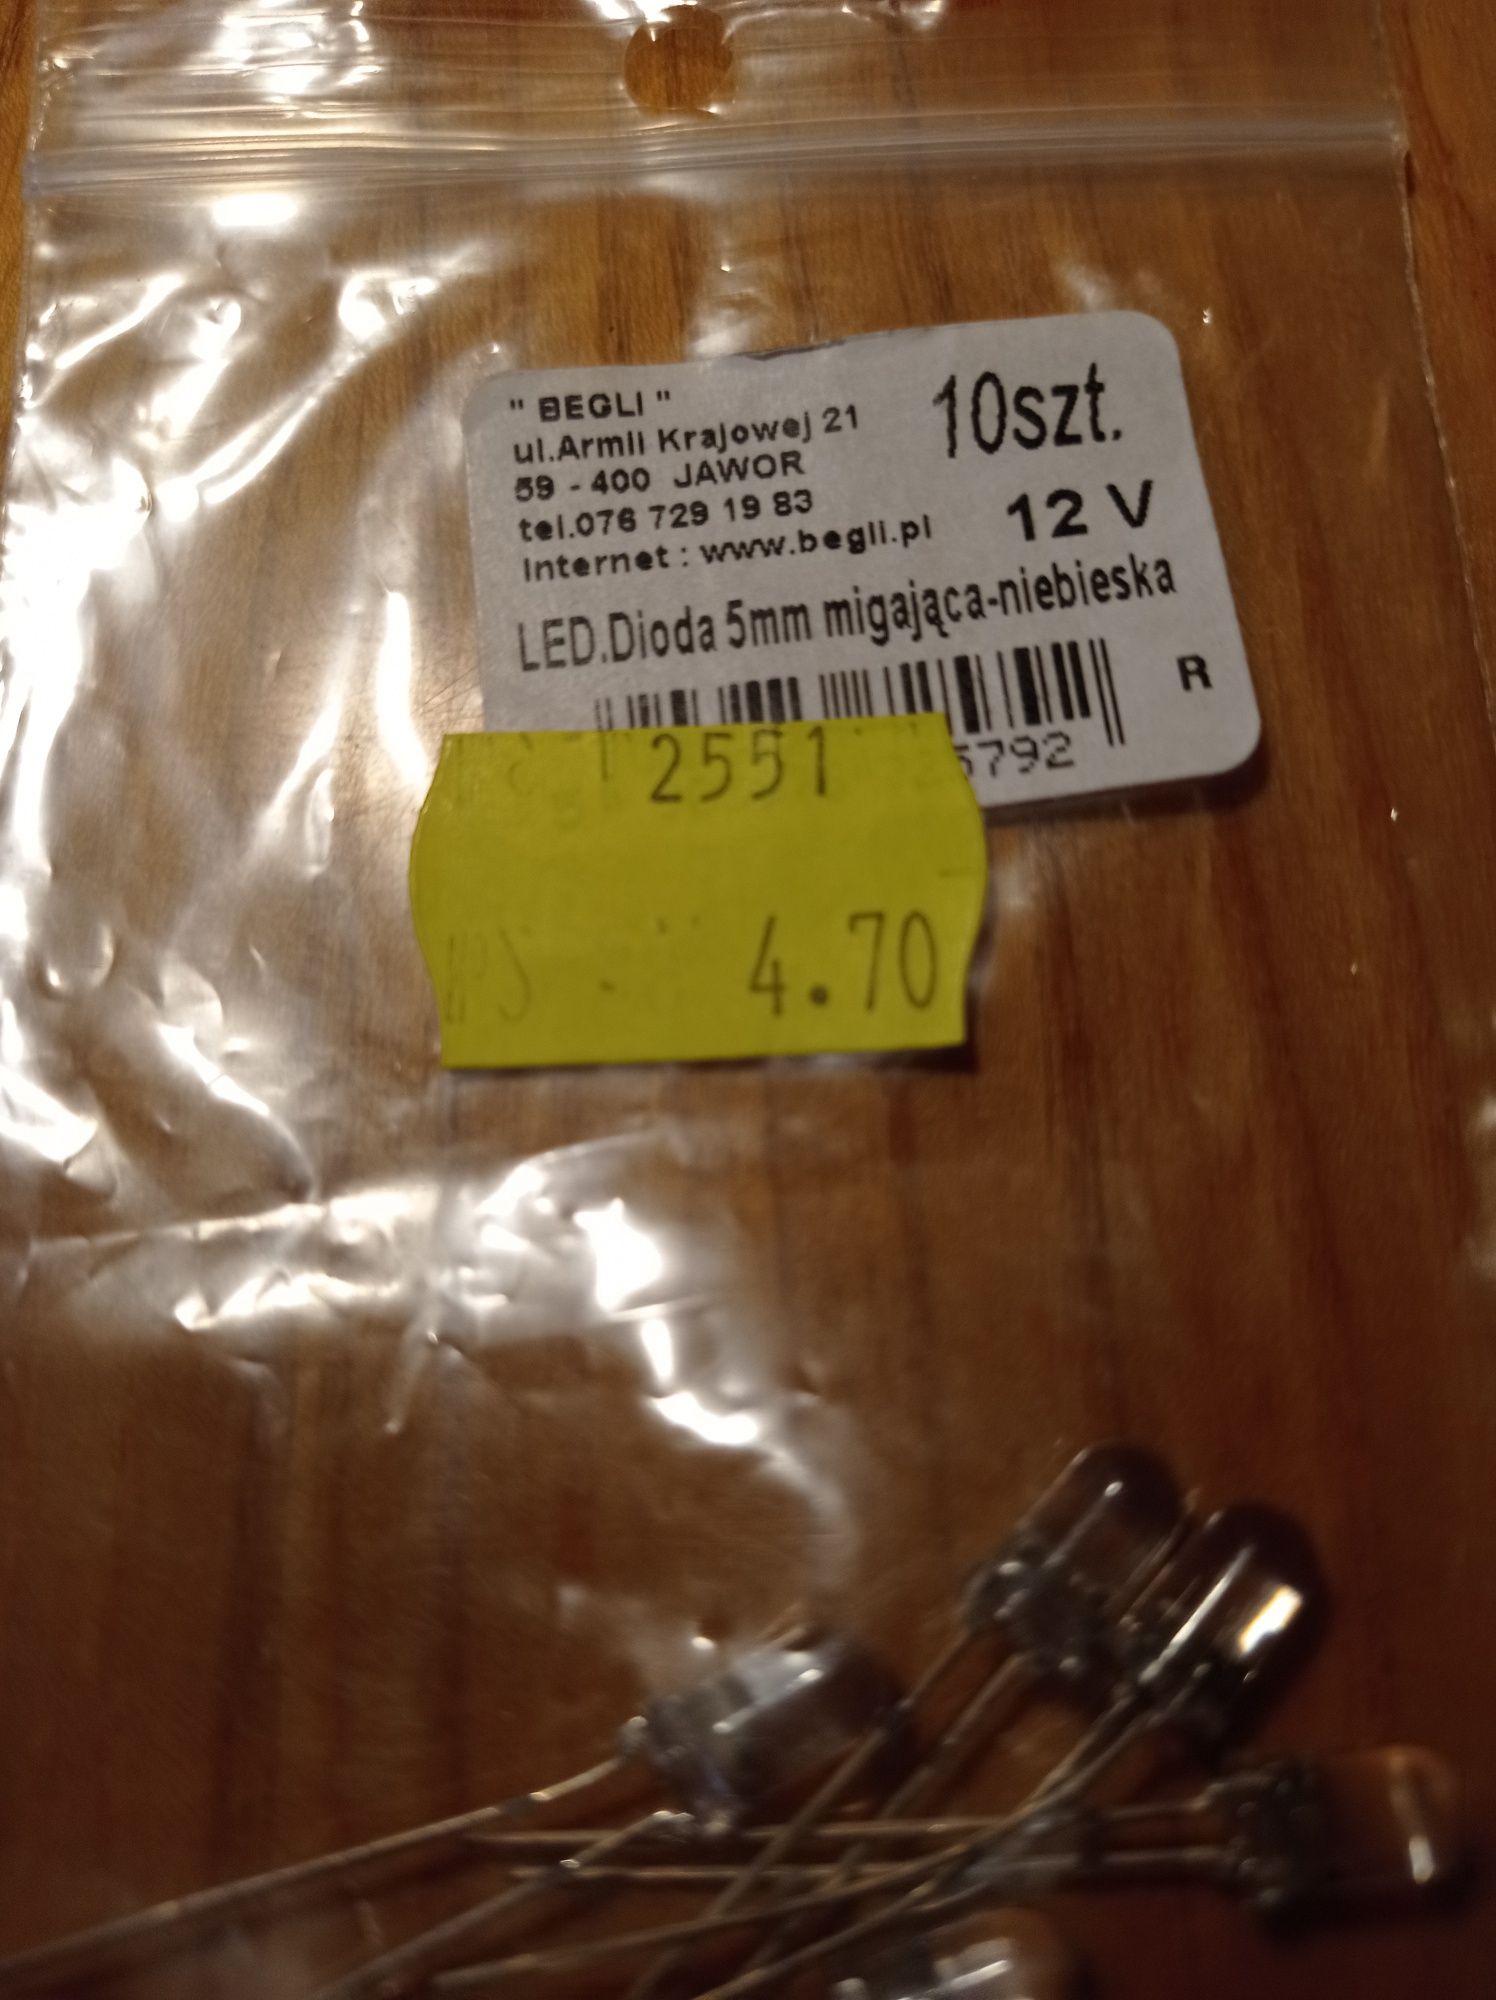 " BEGLI "
ul.Armii Krajowej 21
59 - 400 JAWOR
tel.076 729 19 83
Internet : www.begli.pl
10szt.
12 V
LED.Dioda 5mm migająca-niebieska
R
5792
2551
4.70